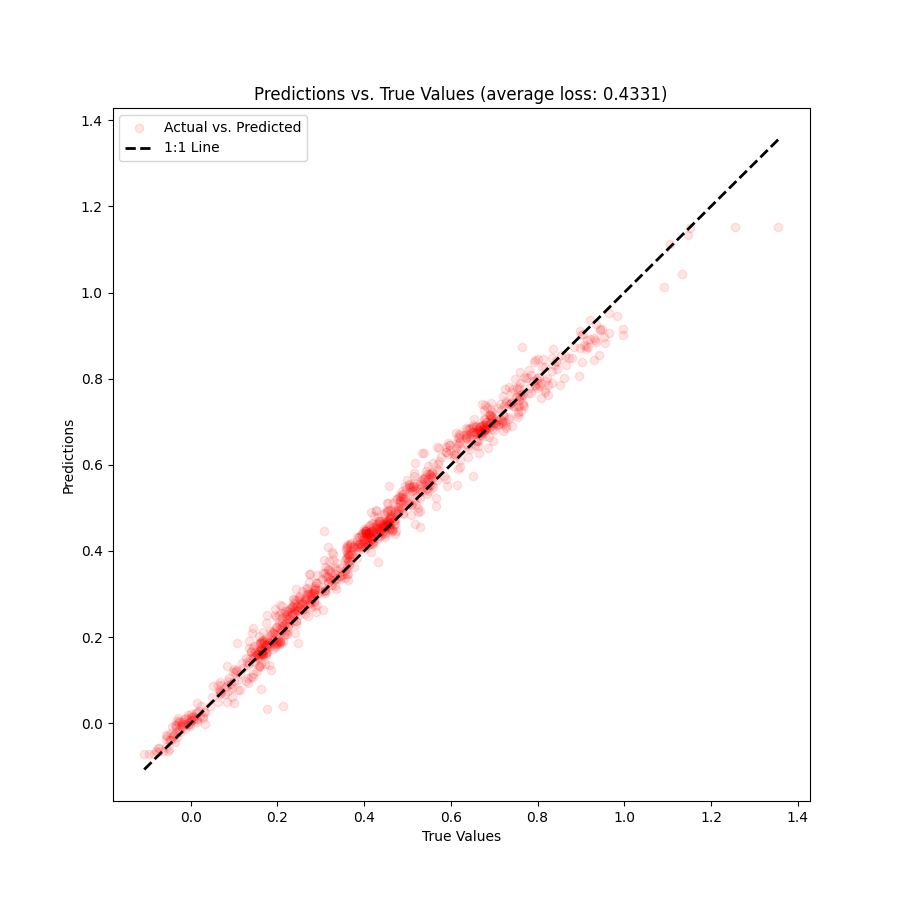 Predictions vs. True Values (average loss: 0.4331)
Actual vs. Predicted
1:1 Line
1.4
1.2
1.0
0.8
0.6
0.4
0.2
0.0
Predictions
0.0 0.2 0.4 0.6 0.8 1.0 1.2 1.4
True Values